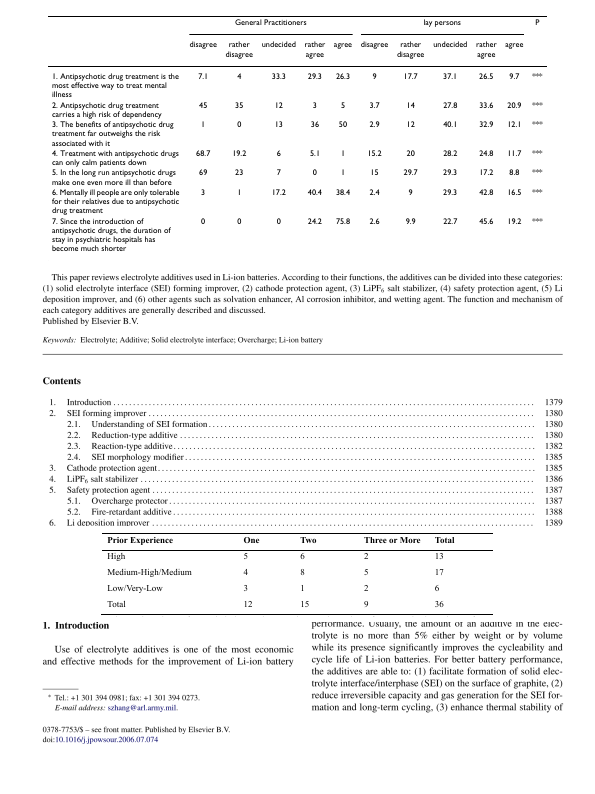 General Practitioners lay persons P
disagree rather disagree undecided rather agree agree disagree rather disagree undecided rather agree agree
1. Antipsychotic drug treatment is the 7.1 4 33.3 29.3 26.3 9 17.7 37.1 26.5 9.7 ***
most effective way to treat mental
illness
2. Antipsychotic drug treatment 45 35 12 3 5 3.7 14 27.8 33.6 20.9 ***
carries a high risk of dependency
3. The benefits of antipsychotic drug 1 0 13 36 50 2.9 12 40.1 32.9 12.1 ***
treatment far outweighs the risk
associated with it
4. Treatment with antipsychotic drugs 68.7 19.2 6 5.1 1 15.2 20 28.2 24.8 11.7 ***
can only calm patients down
5. In the long run antipsychotic drugs 69 23 7 0 1 15 29.7 29.3 17.2 8.8 ***
make one even more ill than before
6. Mentally ill people are only tolerable 3 1 17.2 40.4 38.4 2.4 9 29.3 42.8 16.5 ***
for their relatives due to antipsychotic
drug treatment
7. Since the introduction of 0 0 0 24.2 75.8 2.6 9.9 22.7 45.6 19.2 ***
antipsychotic drugs, the duration of
stay in psychiatric hospitals has
become much shorter
This paper reviews electrolyte additives used in Li-ion batteries. According to their functions, the additives can be divided into these categories:
(1) solid electrolyte interface (SEI) forming improver, (2) cathode protection agent, (3) LiPF6 salt stabilizer, (4) safety protection agent, (5) Li
deposition improver, and (6) other agents such as solvation enhancer, Al corrosion inhibitor, and wetting agent. The function and mechanism of
each category additives are generally described and discussed.
Published by Elsevier B.V.
Keywords: Electrolyte; Additive; Solid electrolyte interface; Overcharge; Li-ion battery
Contents
1. Introduction 1379
2. SEI forming improver 1380
2.1. Understanding of SEI formation 1380
2.2. Reduction-type additive 1380
2.3. Reaction-type additive 1382
2.4. SEI morphology modifier 1385
3. Cathode protection agent 1385
4. LiPF6 salt stabilizer 1386
5. Safety protection agent 1387
5.1. Overcharge protector 1387
5.2. Fire-retardant additive 1388
6. Li deposition improver 1389
Prior Experience One Two Three or More Total
High 5 6 2 13
Medium-High/Medium 4 8 5 17
Low/Very-Low 3 1 2 6
Total 12 15 9 36
1. Introduction
Use of electrolyte additives is one of the most economic
and effective methods for the improvement of Li-ion battery
* Tel.: +1 301 394 0981; fax: +1 301 394 0273.
E-mail address: szhang@arl.army.mil.
0378-7753/$ – see front matter. Published by Elsevier B.V.
doi:10.1016/j.jpowsour.2006.07.074
performance. Usually, the amount of an additive in the elec-
trolyte is no more than 5% either by weight or by volume
while its presence significantly improves the cycleability and
cycle life of Li-ion batteries. For better battery performance,
the additives are able to: (1) facilitate formation of solid elec-
trolyte interface/interphase (SEI) on the surface of graphite, (2)
reduce irreversible capacity and gas generation for the SEI for-
mation and long-term cycling, (3) enhance thermal stability of